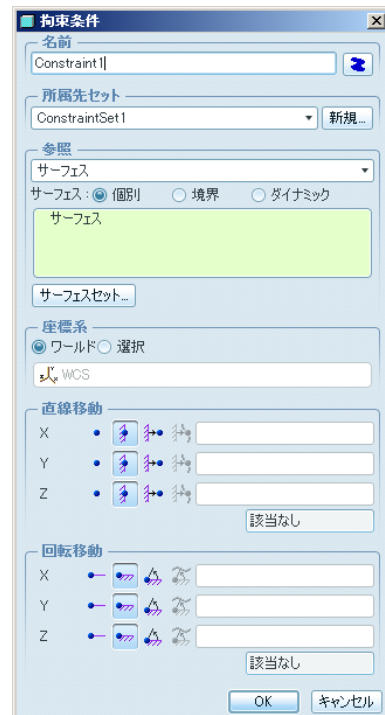 拘束条件
名前
Constraint1
所属先セット
ConstraintSet1
新規...
参照
サーフェス
サーフェス : 個別 境界 ダイナミック
サーフェス
サーフェスセット...
座標系
ワールド 選択
WCS
直線移動
X
Y
Z
該当なし
回転移動
X
Y
Z
該当なし
OK キャンセル